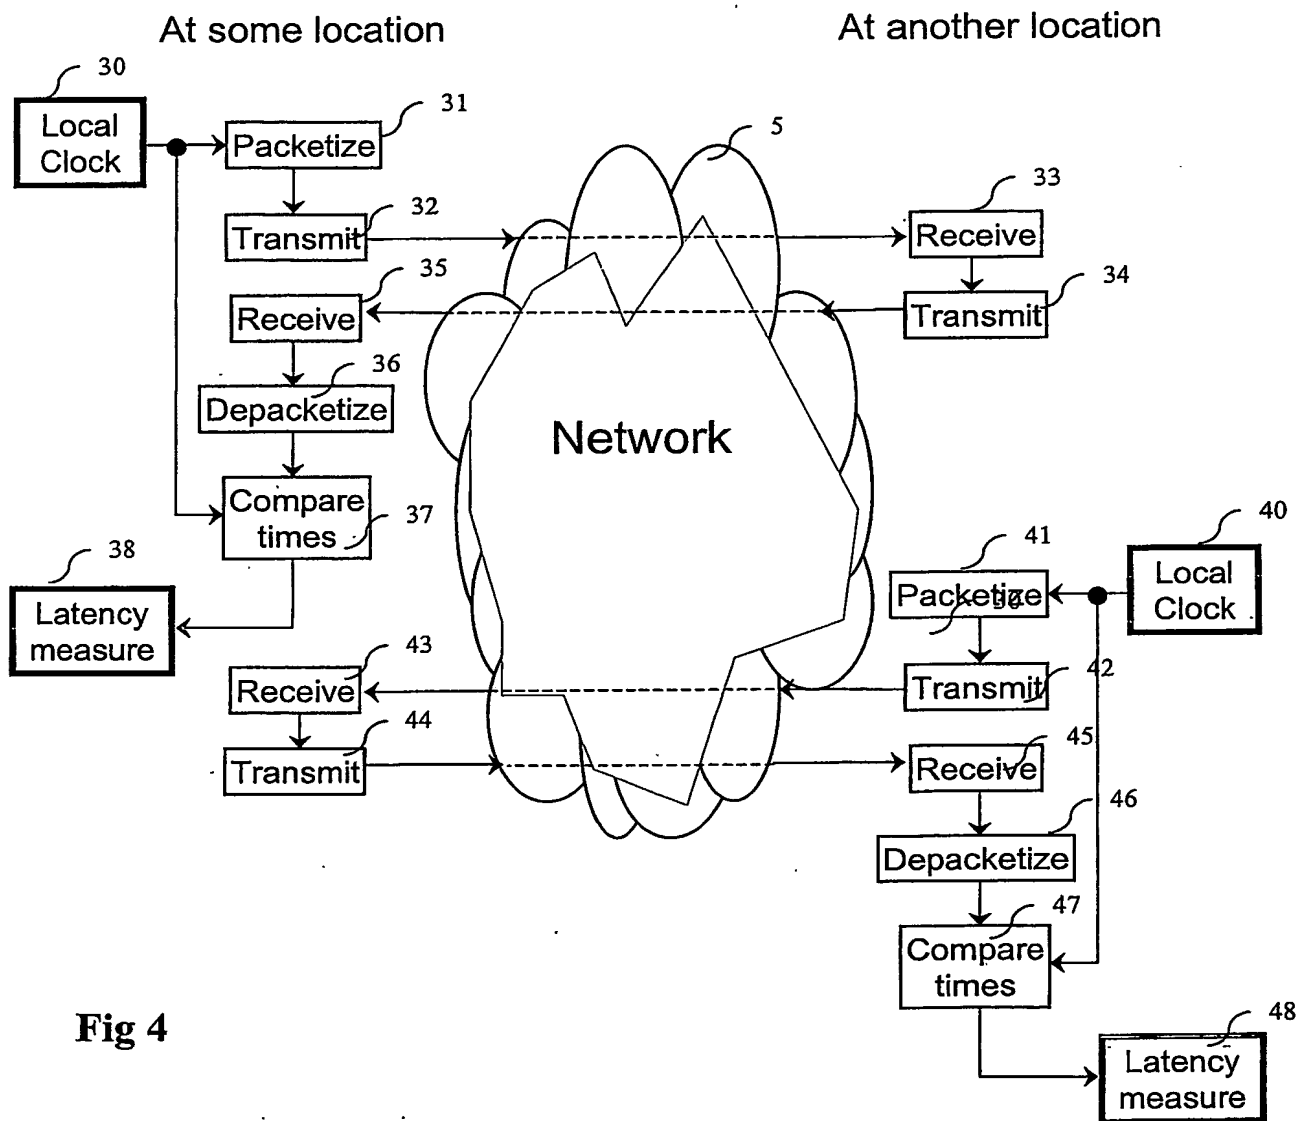 At some location
At another location
30
Local
Clock
31
Packetize
5
32
Transmit
33
Receive
35
Receive
34
Transmit
36
Depacketize
Network
Compare
times
37
38
Latency
measure
40
Local
Clock
41
Packetize
43
Receive
42
Transmit
44
Transmit
45
Receive
46
Depacketize
47
Compare
times
48
Latency
measure
Fig 4